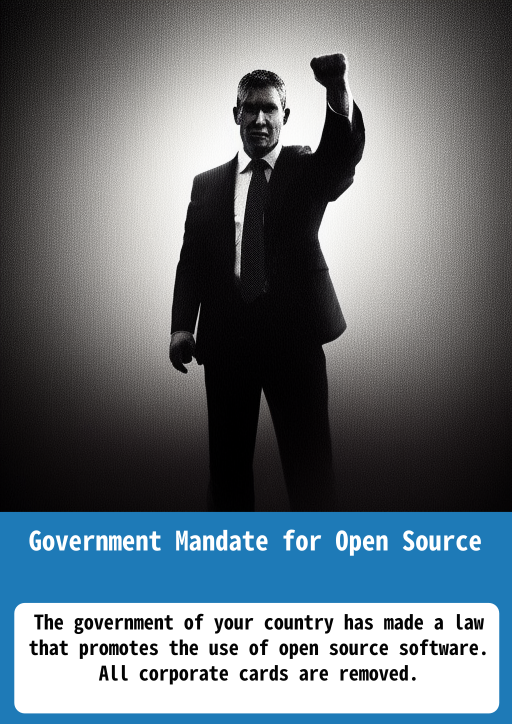 Government Mandate for Open Source
The government of your country has made a law
that promotes the use of open source software.
All corporate cards are removed.